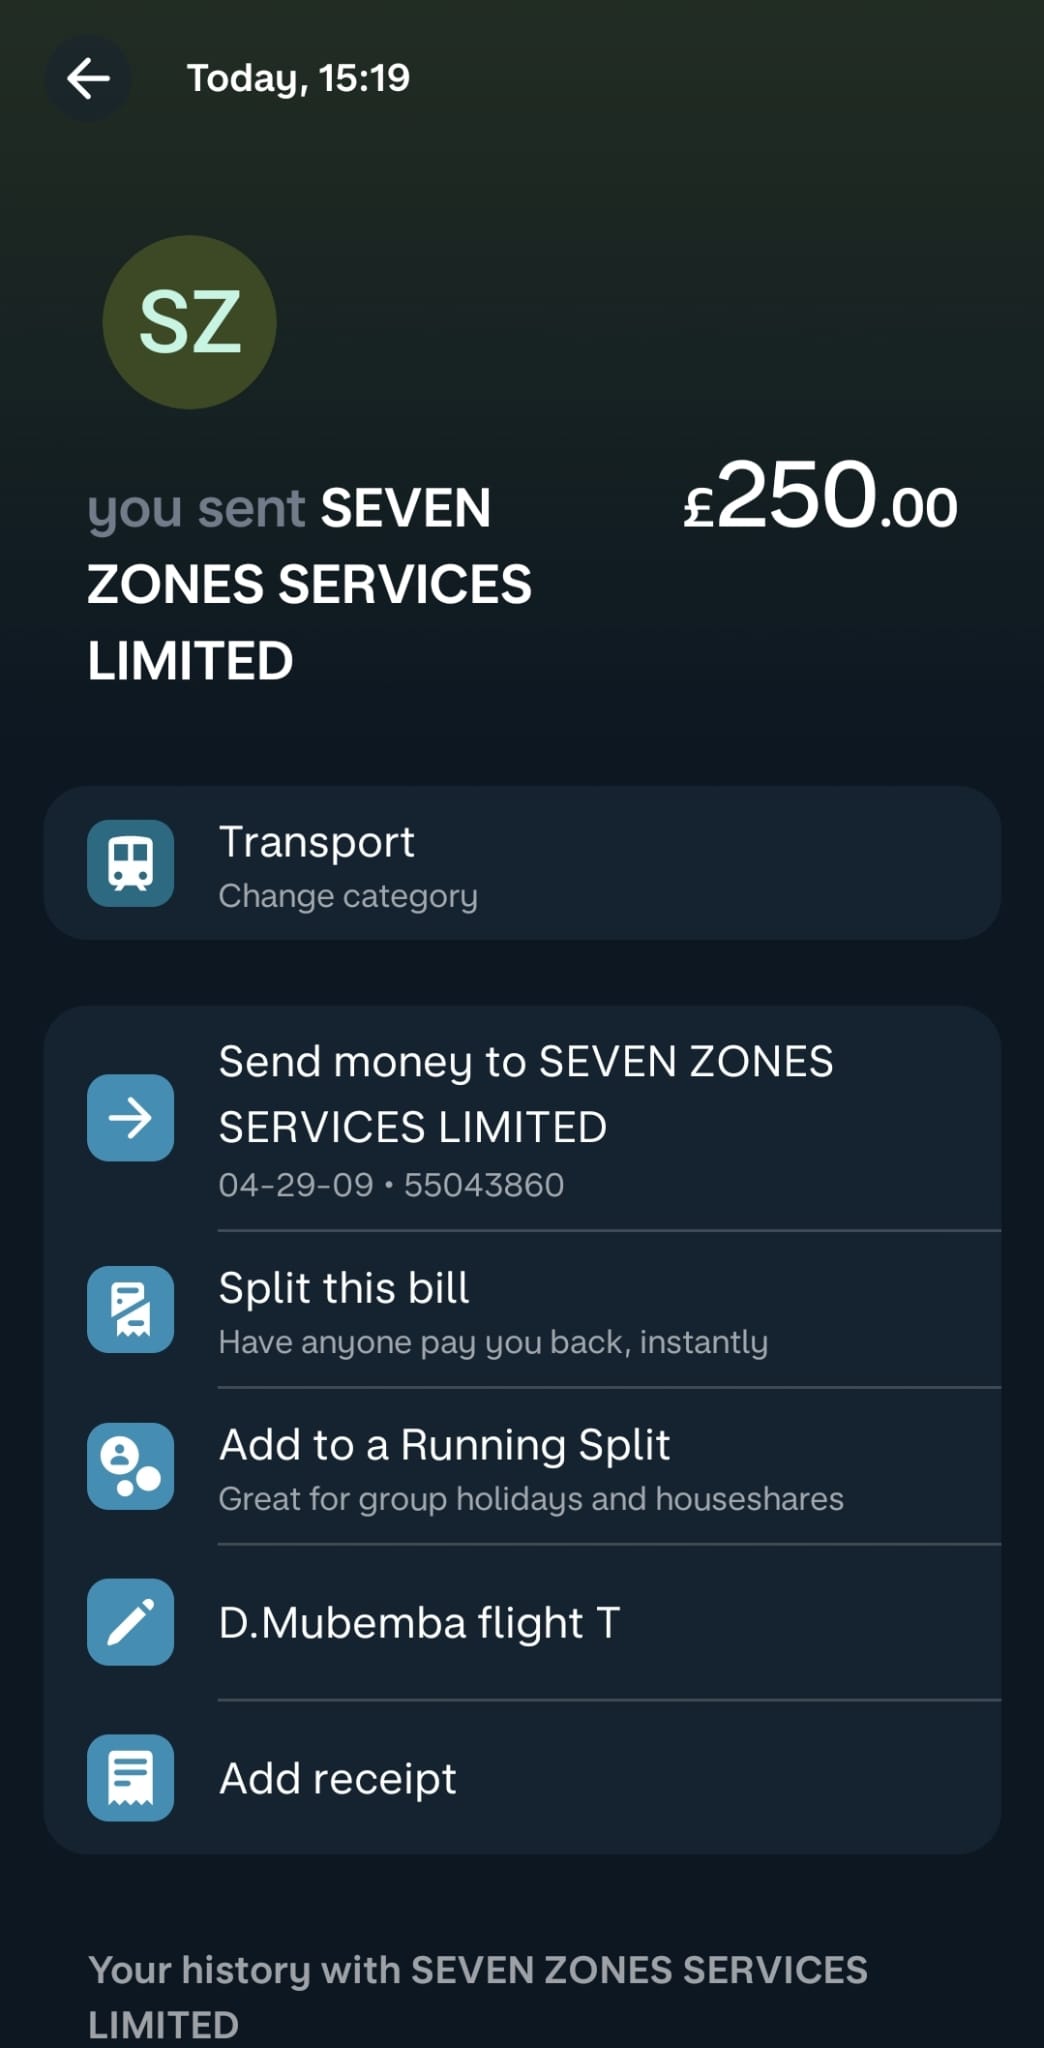 Today, 15:19
SZ
you sent SEVEN
ZONES SERVICES
LIMITED
£250.00
Transport
Change category
Send money to SEVEN ZONES
SERVICES LIMITED
04-29-09 • 55043860
Split this bill
Have anyone pay you back, instantly
Add to a Running Split
Great for group holidays and houseshares
D.Mubemba flight T
Add receipt
Your history with SEVEN ZONES SERVICES
LIMITED